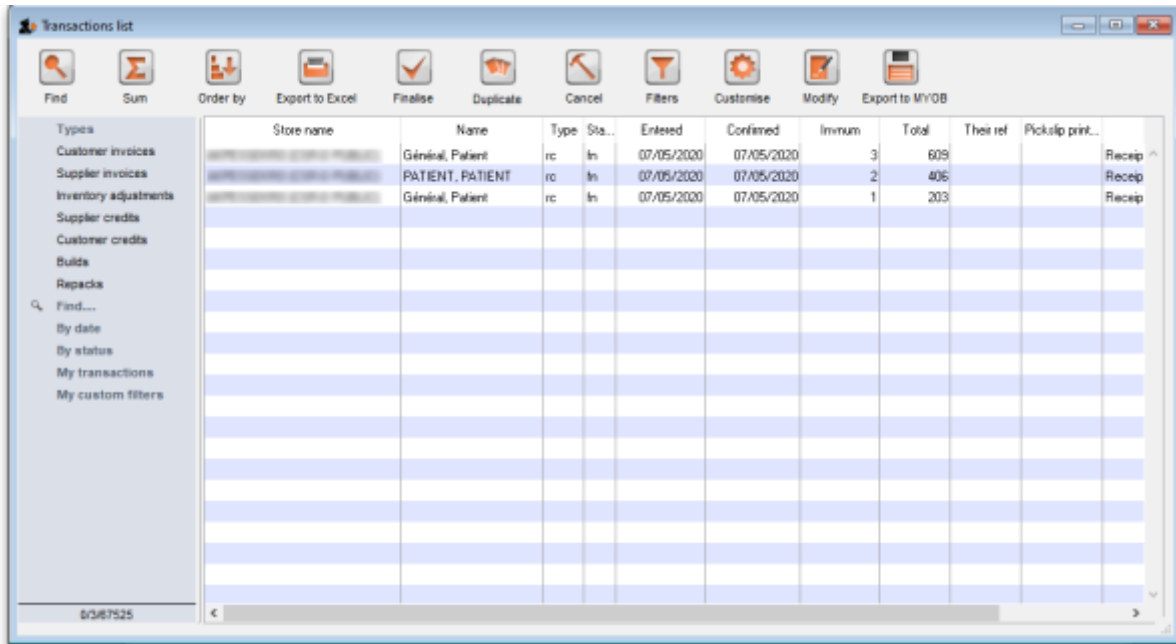 Transactions list
Find Sum Order by Export to Excel Finalise Duplicate Cancel Filters Customise Modify Export to MYOB
Types
Customer invoices
Supplier invoices
Inventory adjustments
Supplier credits
Customer credits
Builds
Repacks
Find....
By date
By status
My transactions
My custom filters
0/3/67525
Store name Name Type Sta... Entered Confirmed Invnum Total Their ref Pickslip print...
Général, Patient rc fn 07/05/2020 07/05/2020 3 609 Receip
PATIENT, PATIENT rc fn 07/05/2020 07/05/2020 2 406 Receip
Général, Patient rc fn 07/05/2020 07/05/2020 1 203 Receip